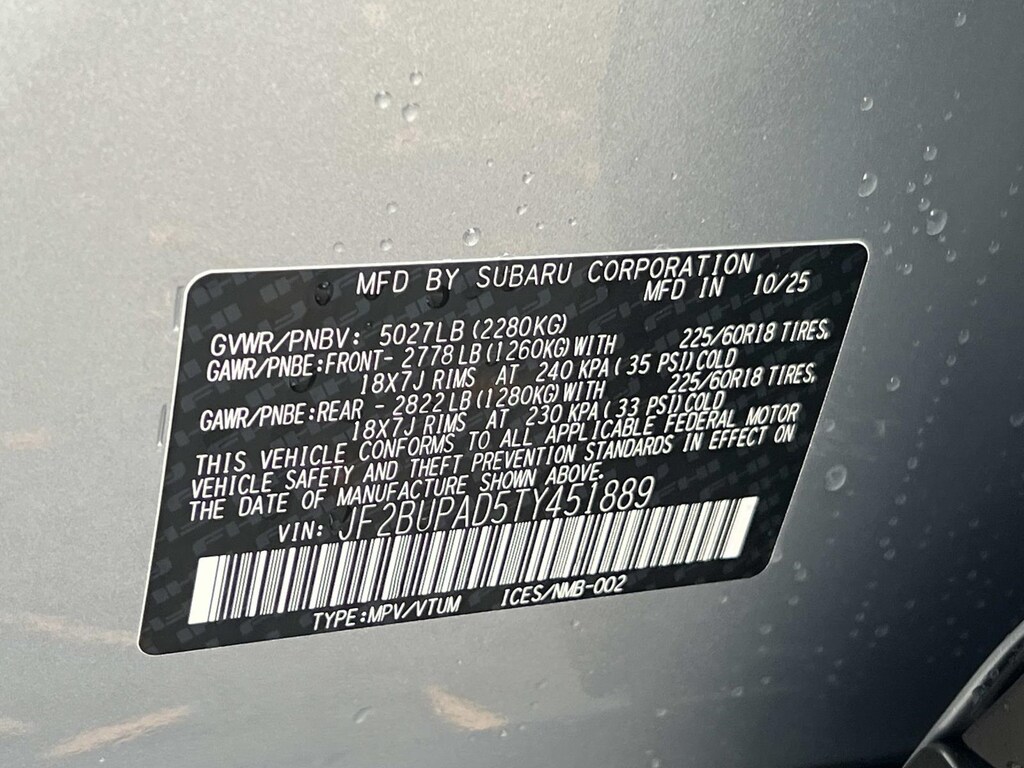 MFD BY SUBARU CORPORATION
MFD IN 10/25
GVWR/PNBV: 5027LB (2280KG)
GAWR/PNBE:FRONT- 2778 LB (1260KG) WITH 225/60R18 TIRES,
18X7J RIMS AT 240 KPA ( 35 PSI) COLD
GAWR/PNBE:REAR - 2822 LB (1280KG) WITH 225/60R18 TIRES,
18X7J RIMS AT 230 KPA ( 33 PSI) COLD
THIS VEHICLE CONFORMS TO ALL APPLICABLE FEDERAL MOTOR
VEHICLE SAFETY AND THEFT PREVENTION STANDARDS IN EFFECT ON
THE DATE OF MANUFACTURE SHOWN ABOVE.
VIN: JF2BUPAD5TY451889
TYPE:MPV/VTUM ICES/NMB-002